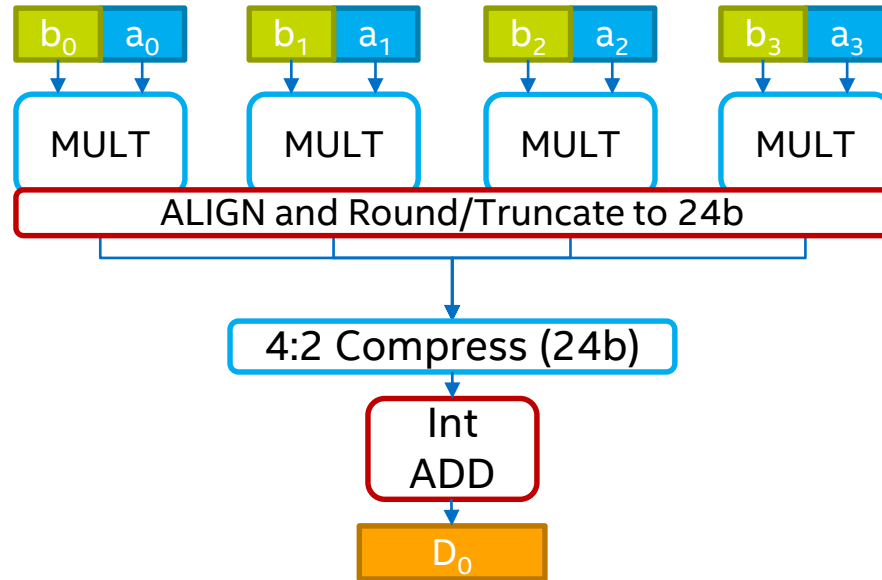 b₀ a₀ b₁ a₁ b₂ a₂ b₃ a₃
MULT MULT MULT MULT
ALIGN and Round/Truncate to 24b
4:2 Compress (24b)
Int
ADD
D₀